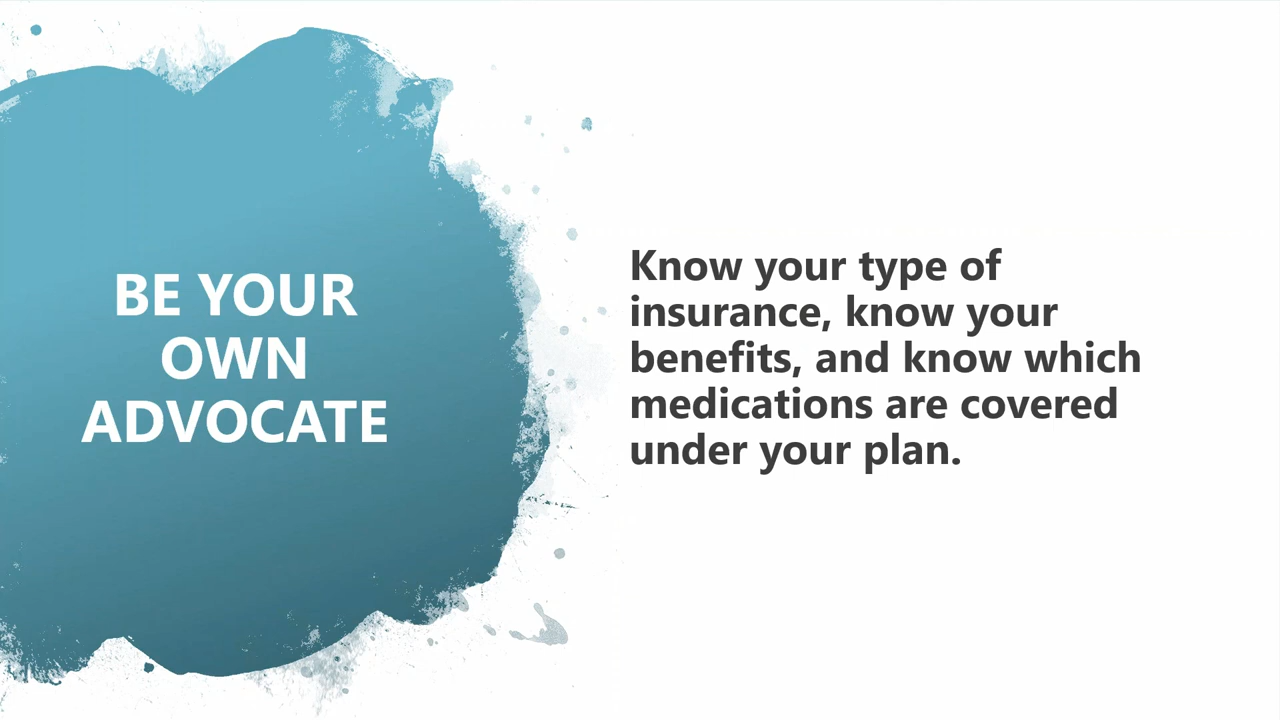 BE YOUR
OWN
ADVOCATE
Know your type of
insurance, know your
benefits, and know which
medications are covered
under your plan.